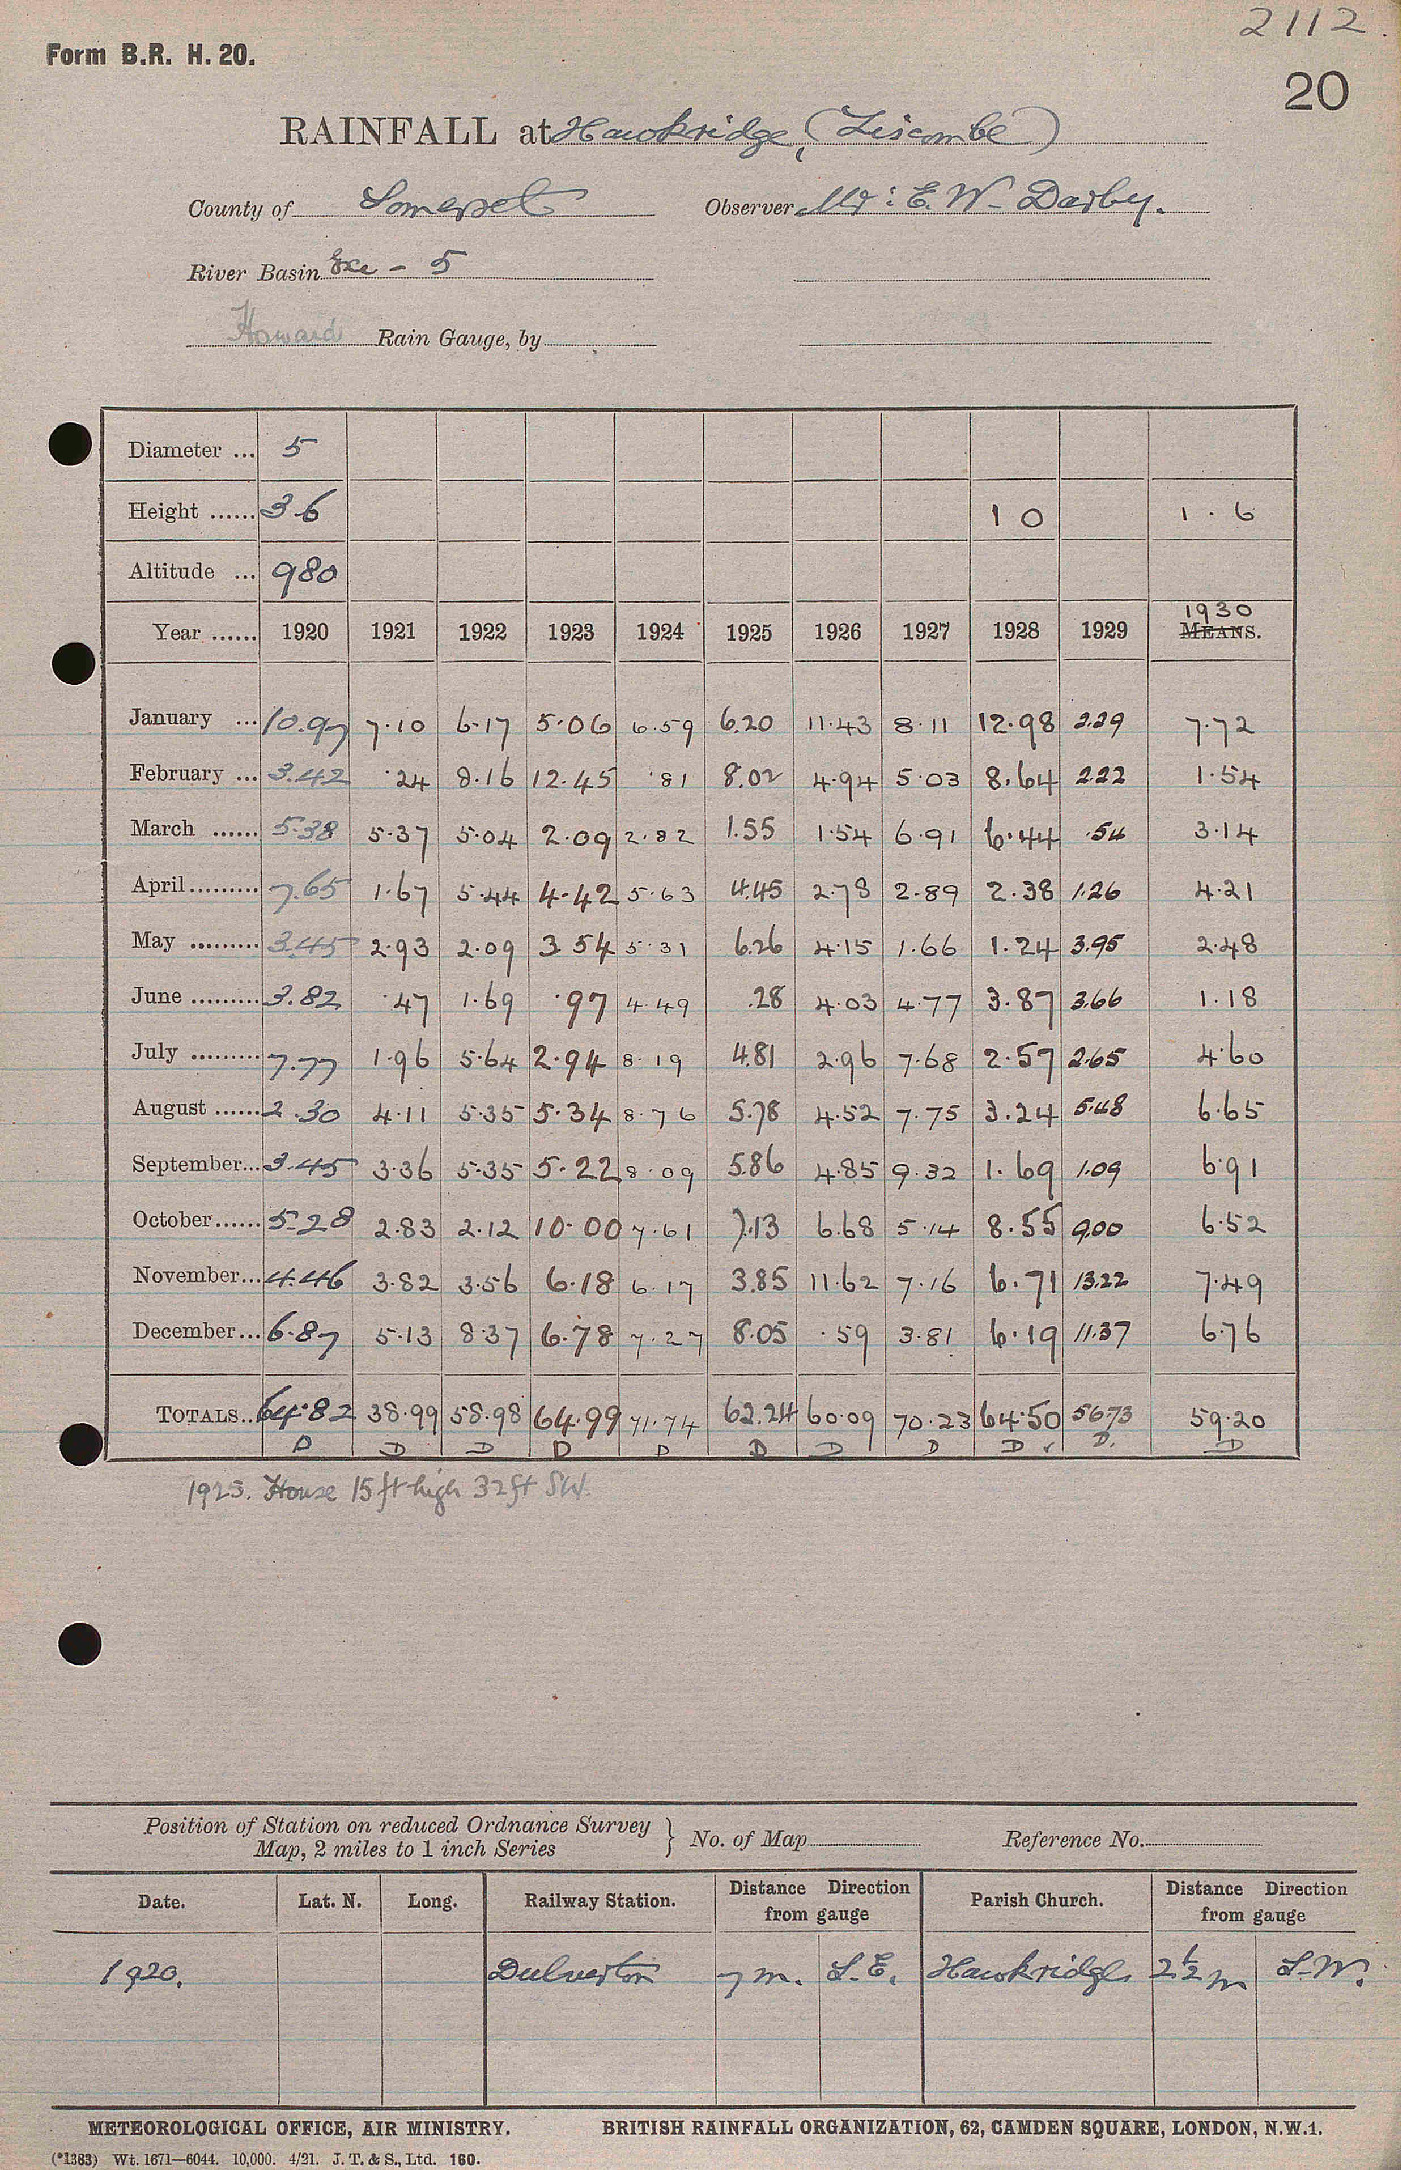 2112.
Form B.R. H. 20.
20
RAINFALL at Hawkridge, (Liscombe)
County of Somerset Observer Mr: E. W. Darby.
River Basin Exe - 5
Howard Rain Gauge, by
Diameter ... 5
Height ...... 3 6 1 0 1 . 6
Altitude ... 980
1930
Year ...... 1920 1921 1922 1923 1924 1925 1926 1927 1928 1929 MEANS.
January ... 10.97 7.10 6.17 5.06 6.59 6.20 11.43 8.11 12.98 2.29 7.72
February ... 3.42 .24 8.16 12.45 .81 8.02 4.94 5.03 8.64 2.22 1.54
March ...... 5.38 5.37 5.04 2.09 2.82 1.55 1.54 6.91 6.44 .54 3.14
April......... 7.65 1.67 5.44 4.42 5.63 4.45 2.78 2.89 2.38 1.26 4.21
May ......... 3.45 2.93 2.09 3 54 5.31 6.26 4.15 1.66 1.24 3.95 2.48
June ......... 3.82 .47 1.69 .97 4.49 .28 4.03 4.77 3.87 3.66 1.18
July ......... 7.77 1.96 5.64 2.94 8.19 4.81 2.96 7.68 2.57 2.65 4.60
August ...... 2.30 4.11 5.35 5.34 8.76 5.78 4.52 7.75 3.24 5.48 6.65
September... 3.45 3.36 5.35 5.22 8.09 5.86 4.85 9.32 1.69 1.09 6.91
October...... 5.28 2.83 2.12 10.00 7.61 7.13 6.68 5.14 8.55 9.00 6.52
November... 4.46 3.82 3.56 6.18 6.17 3.85 11.62 7.16 6.71 13.22 7.49
December... 6.87 5.13 8.37 6.78 7.27 8.05 .59 3.81 6.19 11.37 6.76
TOTALS.. 64.82 38.99 58.98 64.99 71.74 62.24 60.09 70.23 64.50 56.73 59.20
D D D D D D D D D ✓ D. D
1923. House 15ft high 32ft SW.
Position of Station on reduced Ordnance Survey
Map, 2 miles to 1 inch Series } No. of Map Reference No.
Date. Lat. N. Long. Railway Station. Distance Direction from gauge Parish Church. Distance Direction from gauge
1920. Dulverton 7 m. S.E. Hawkridge 2½ m S.W.
METEOROLOGICAL OFFICE, AIR MINISTRY. BRITISH RAINFALL ORGANIZATION, 62, CAMDEN SQUARE, LONDON, N.W.1.
(*1383) Wt. 1671—6044. 10,000. 4/21. J. T. & S., Ltd. 160.